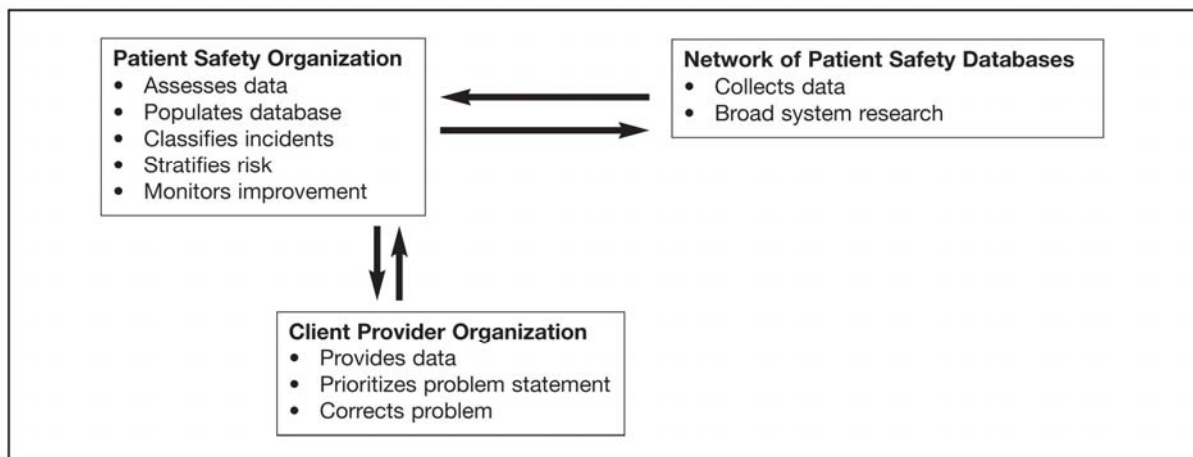 Patient Safety Organization
• Assesses data
• Populates database
• Classifies incidents
• Stratifies risk
• Monitors improvement
Network of Patient Safety Databases
• Collects data
• Broad system research
Client Provider Organization
• Provides data
• Prioritizes problem statement
• Corrects problem